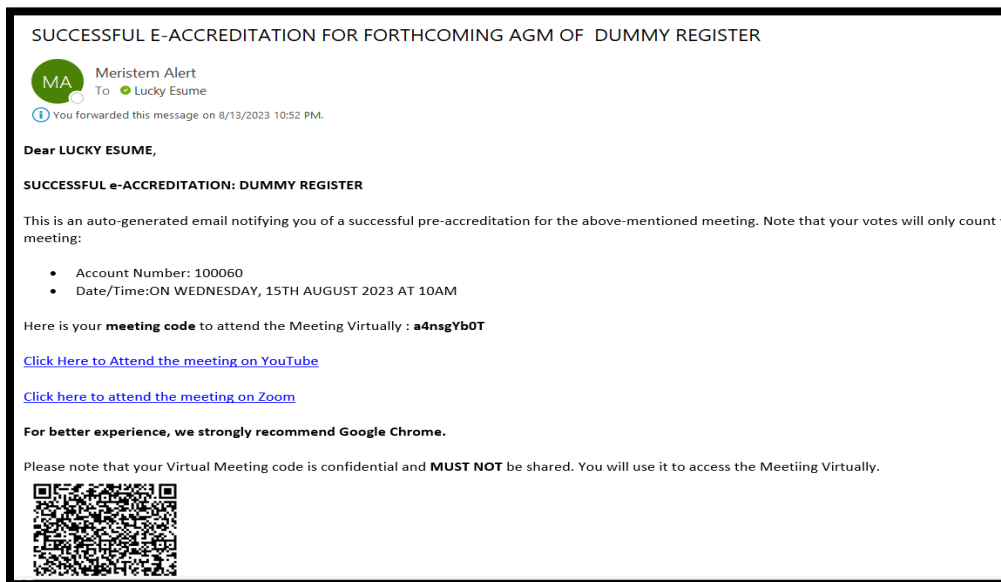 SUCCESSFUL E-ACCREDITATION FOR FORTHCOMING AGM OF DUMMY REGISTER
MA
Meristem Alert
To Lucky Esume
You forwarded this message on 8/13/2023 10:52 PM.
Dear LUCKY ESUME,
SUCCESSFUL e-ACCREDITATION: DUMMY REGISTER
This is an auto-generated email notifying you of a successful pre-accreditation for the above-mentioned meeting. Note that your votes will only count
meeting:
• Account Number: 100060
• Date/Time:ON WEDNESDAY, 15TH AUGUST 2023 AT 10AM
Here is your meeting code to attend the Meeting Virtually : a4nsgYb0T
Click Here to Attend the meeting on YouTube
Click here to attend the meeting on Zoom
For better experience, we strongly recommend Google Chrome.
Please note that your Virtual Meeting code is confidential and MUST NOT be shared. You will use it to access the Meetiing Virtually.